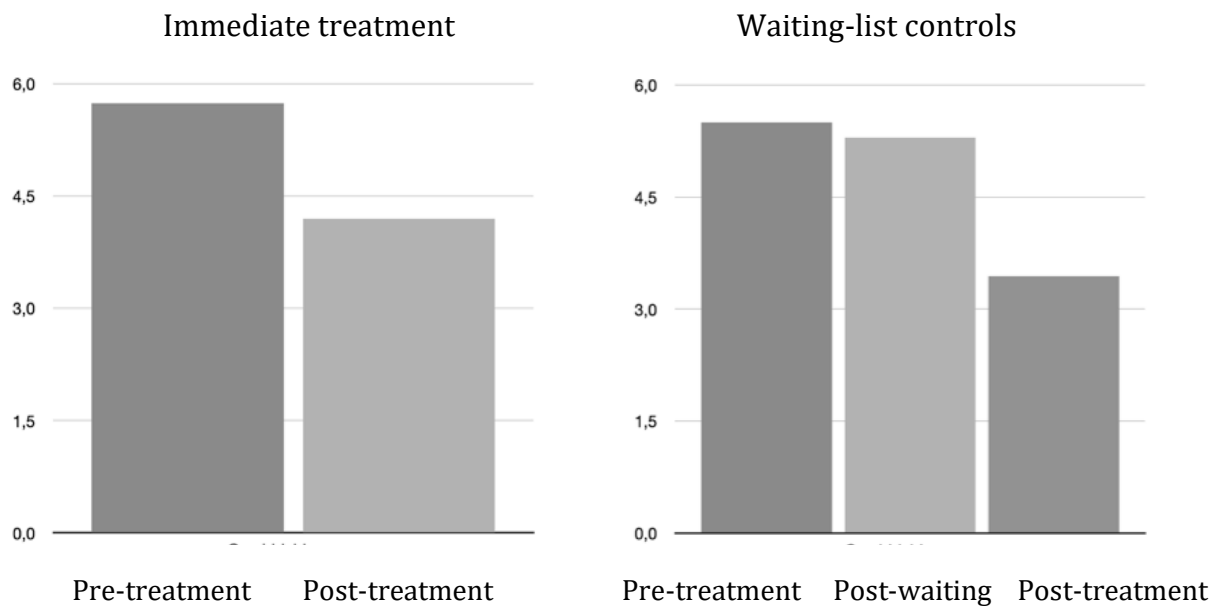 Immediate treatment
6,0
4,5
3,0
1,5
0,0
Pre-treatment Post-treatment
Waiting-list controls
6,0
4,5
3,0
1,5
0,0
Pre-treatment Post-waiting Post-treatment